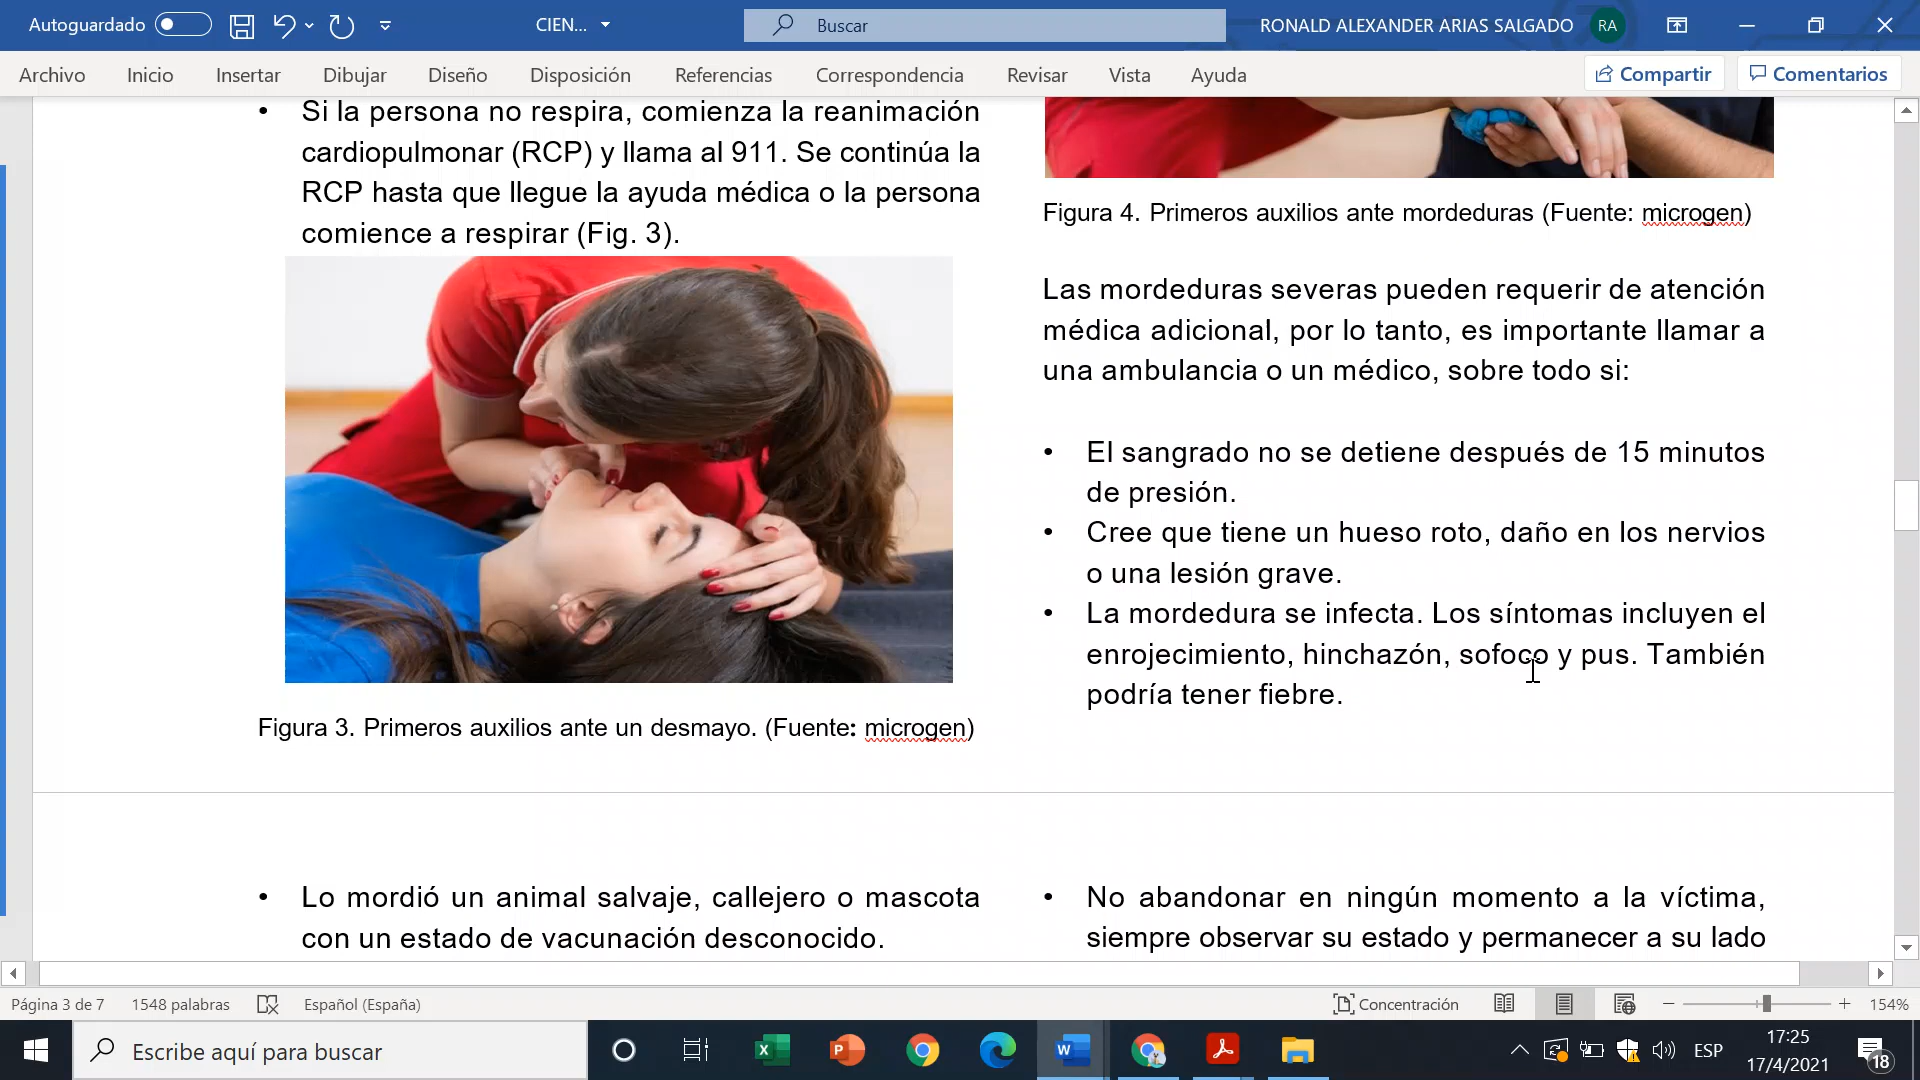 Autoguardado
CIEN...
Buscar
RONALD ALEXANDER ARIAS SALGADO
RA
Archivo
Inicio
Insertar
Dibujar
Diseño
Disposición
Referencias
Correspondencia
Revisar
Vista
Ayuda
Compartir
Comentarios
• Si la persona no respira, comienza la reanimación
cardiopulmonar (RCP) y llama al 911. Se continúa la
RCP hasta que llegue la ayuda médica o la persona
comience a respirar (Fig. 3).
Figura 3. Primeros auxilios ante un desmayo. (Fuente: microgen)
Figura 4. Primeros auxilios ante mordeduras (Fuente: microgen)
Las mordeduras severas pueden requerir de atención
médica adicional, por lo tanto, es importante llamar a
una ambulancia o un médico, sobre todo si:
• El sangrado no se detiene después de 15 minutos
de presión.
• Cree que tiene un hueso roto, daño en los nervios
o una lesión grave.
• La mordedura se infecta. Los síntomas incluyen el
enrojecimiento, hinchazón, sofoco y pus. También
podría tener fiebre.
• Lo mordió un animal salvaje, callejero o mascota
con un estado de vacunación desconocido.
• No abandonar en ningún momento a la víctima,
siempre observar su estado y permanecer a su lado
Página 3 de 7
1548 palabras
Español (España)
Concentración
154%
Escribe aquí para buscar
ESP
17:25
17/4/2021
18